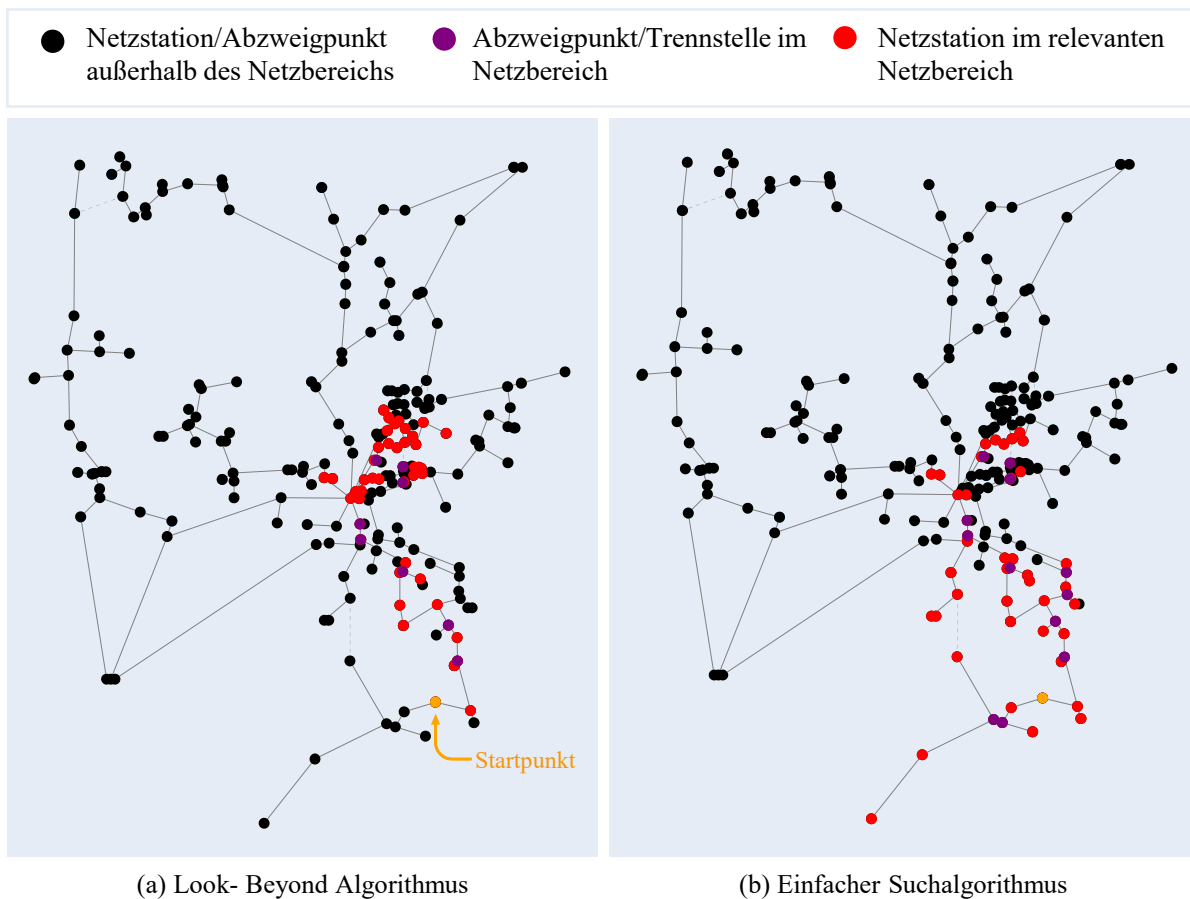 Netzstation/Abzweigpunkt
außerhalb des Netzbereichs
Abzweigpunkt/Trennstelle im
Netzbereich
Netzstation im relevanten
Netzbereich
Startpunkt
(a) Look- Beyond Algorithmus
(b) Einfacher Suchalgorithmus